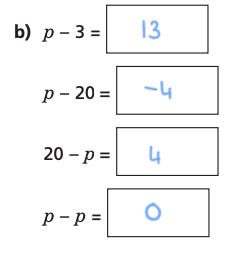 b) p – 3 = 13
p – 20 = –4
20 – p = 4
p – p = 0